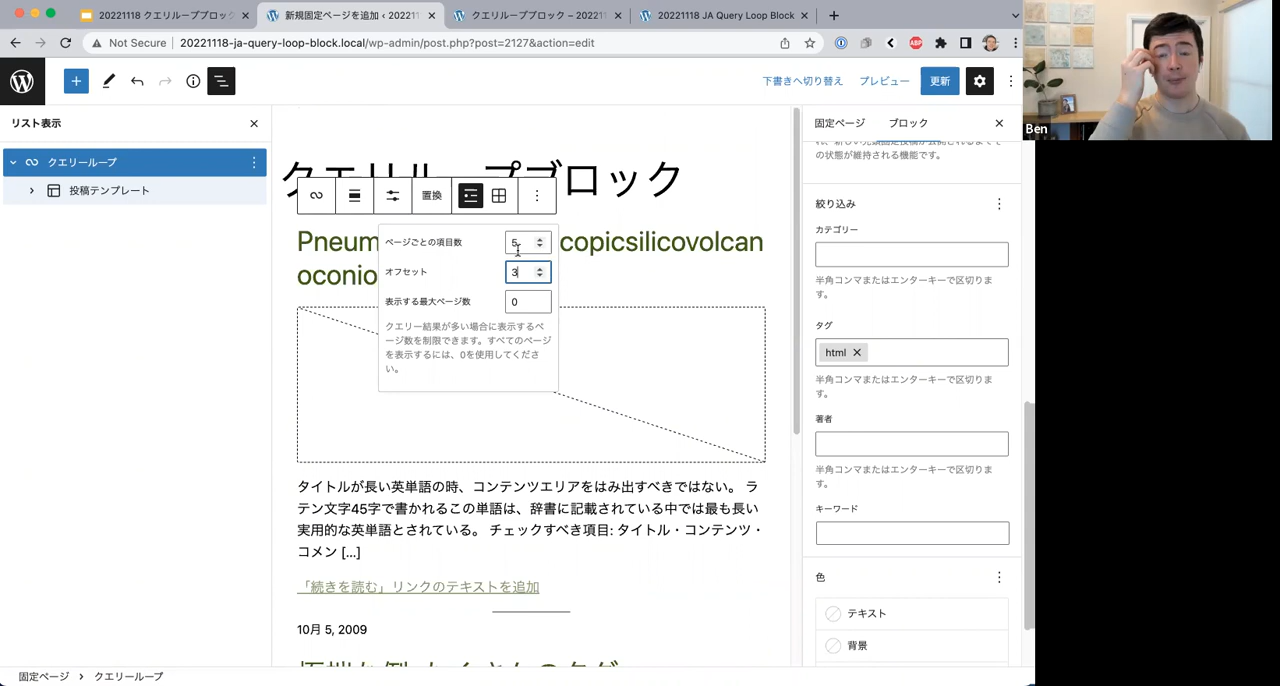 20221118 クエリループブロック
新規固定ページを追加 ‹ 202211
クエリループブロック – 202211
20221118 JA Query Loop Block
Not Secure
20221118-ja-query-loop-block.local/wp-admin/post.php?post=2127&action=edit
ABP
Ben
下書きへ切り替え
プレビュー
更新
リスト表示
クエリループ
投稿テンプレート
クエリループブロック
置換
ページごとの項目数
5
オフセット
3
表示する最大ページ数
0
クエリー結果が多い場合に表示するペ
ージ数を制限できます。すべてのページ
を表示するには、0を使用してくださ
い。
Pneum
copicsilicovolcan
oconio
タイトルが長い英単語の時、コンテンツエリアをはみ出すべきではない。 ラ
テン文字45字で書かれるこの単語は、辞書に記載されている中では最も長い
実用的な英単語とされている。 チェックすべき項目: タイトル・コンテンツ・
コメン […]
「続きを読む」リンクのテキストを追加
10月 5, 2009
固定ページ
ブロック
の状態が維持される機能です。
絞り込み
カテゴリー
半角コンマまたはエンターキーで区切りま
す。
タグ
html
半角コンマまたはエンターキーで区切りま
す。
著者
半角コンマまたはエンターキーで区切りま
す。
キーワード
色
テキスト
背景
固定ページ
クエリーループ